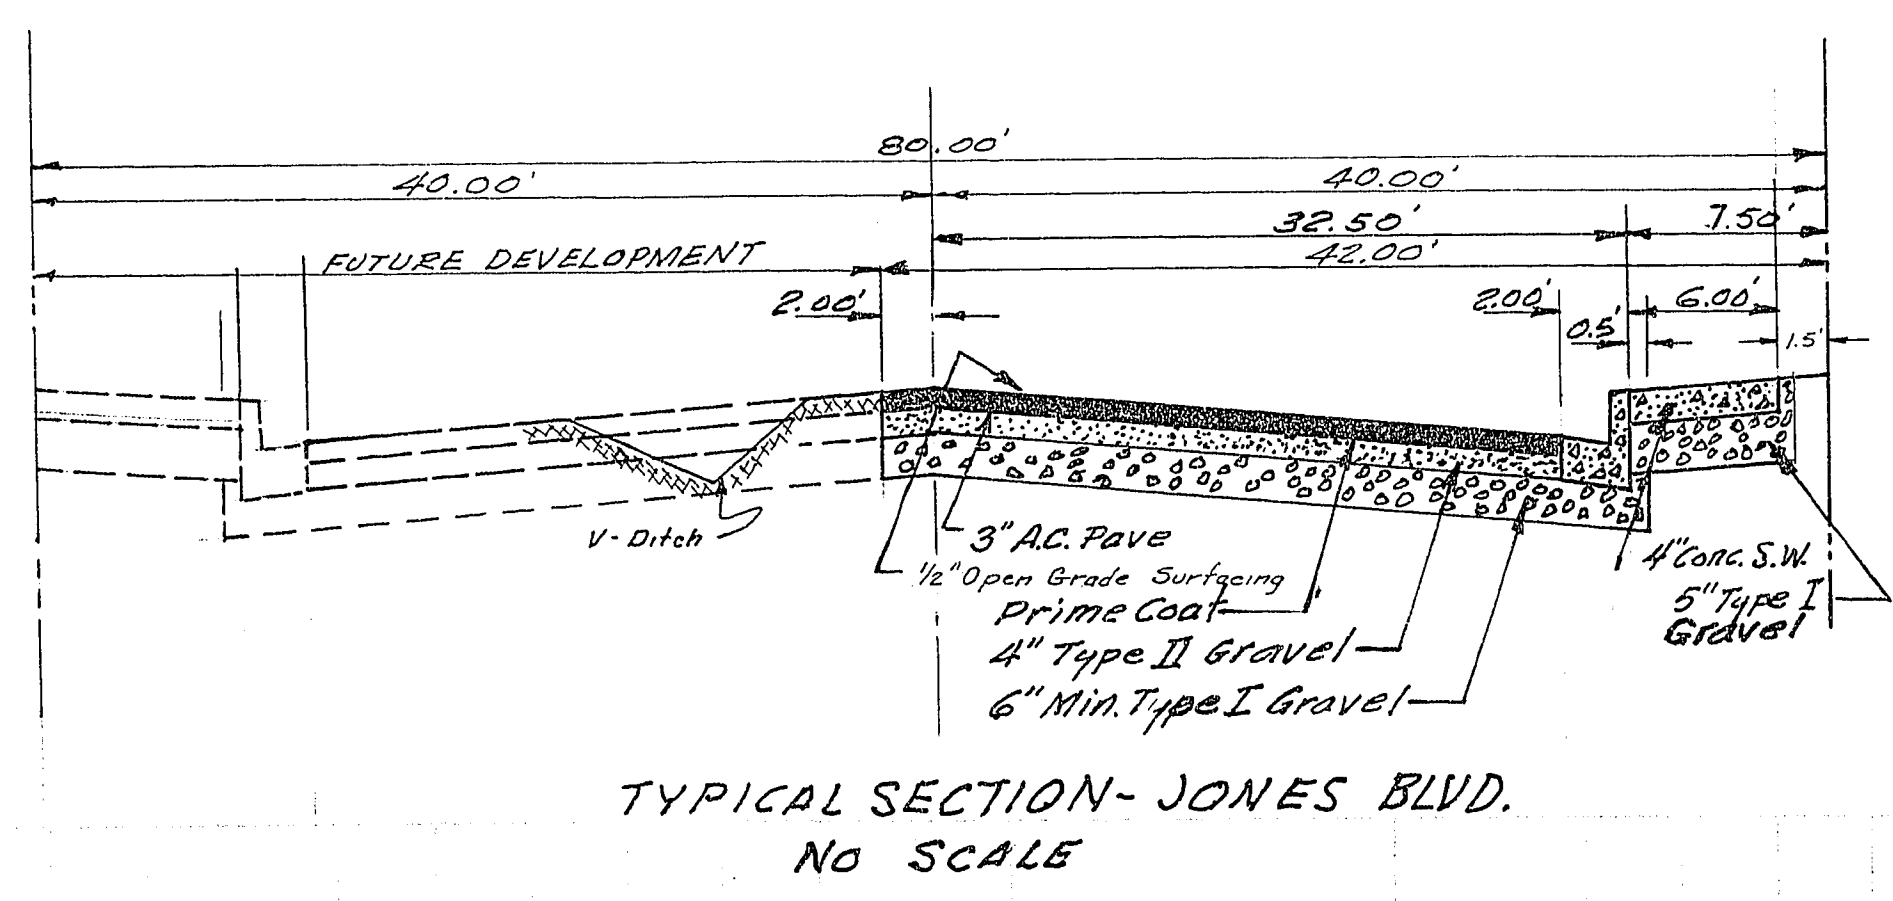 80.00'
40.00'
40.00'
32.50'
7.50'
FUTURE DEVELOPMENT
42.00'
2.00'
2.00'
6.00'
0.5'
1.5'
V-Ditch
3" A.C. Pave
1/2" Open Grade Surfacing
Prime Coat
4" Type II Gravel
6" Min. Type I Gravel
4" Conc. S.W.
5" Type I
Gravel
TYPICAL SECTION- JONES BLVD.
NO SCALE